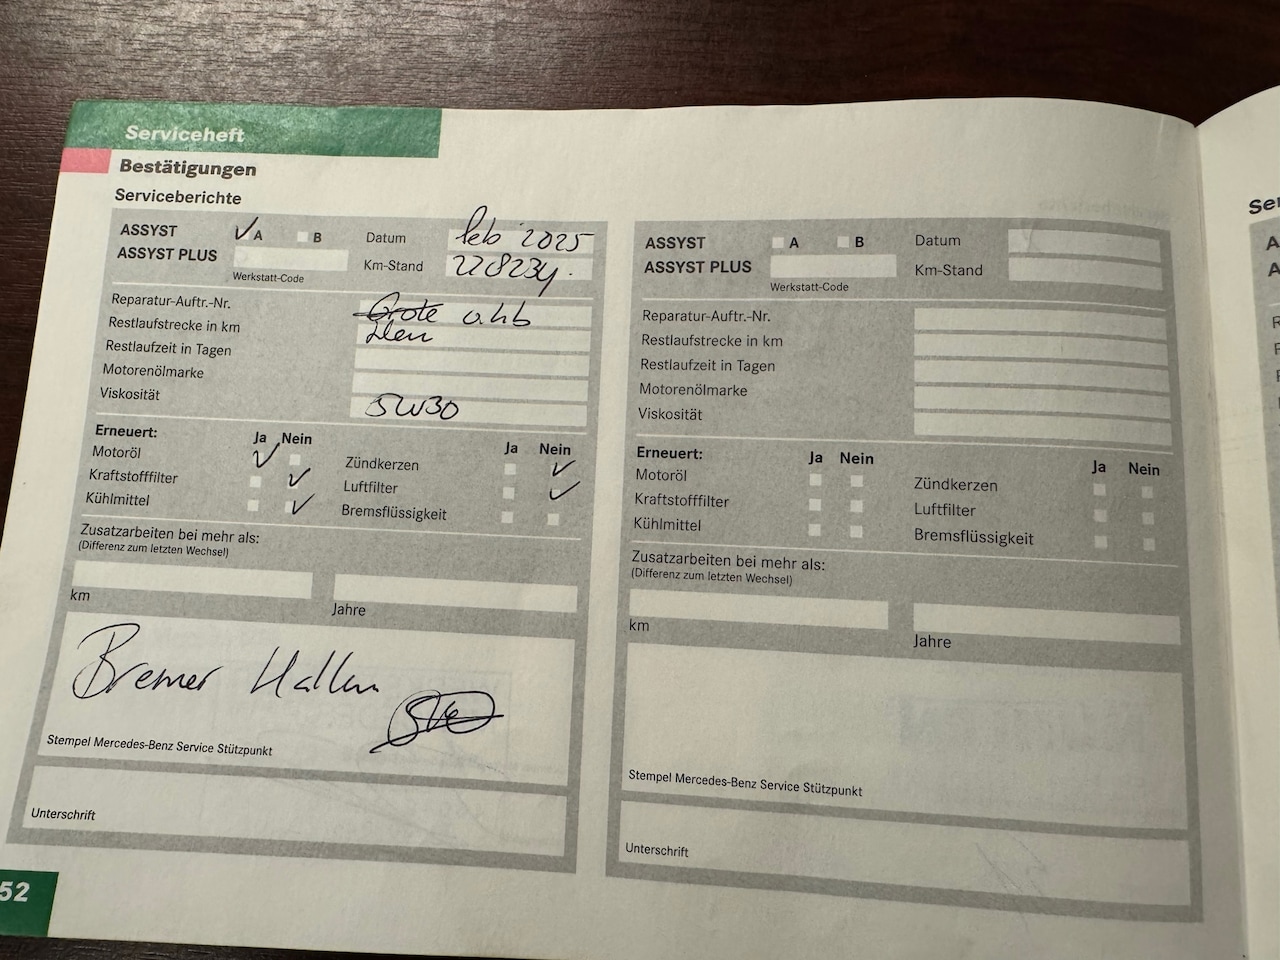 Serviceheft
Bestätigungen
Serviceberichte
ASSYST A B Datum feb 2025
ASSYST PLUS Km-Stand 228234.
Werkstatt-Code
Reparatur-Auftr.-Nr.
Restlaufstrecke in km
Restlaufzeit in Tagen
Motorenölmarke
Viskosität 5W30
Erneuert: Ja Nein Ja Nein
Motoröl Zündkerzen
Kraftstofffilter Luftfilter
Kühlmittel Bremsflüssigkeit
Zusatzarbeiten bei mehr als:
(Differenz zum letzten Wechsel)
km Jahre
Bremer Hallen
Stempel Mercedes-Benz Service Stützpunkt
Unterschrift
52
ASSYST A B Datum
ASSYST PLUS Km-Stand
Werkstatt-Code
Reparatur-Auftr.-Nr.
Restlaufstrecke in km
Restlaufzeit in Tagen
Motorenölmarke
Viskosität
Erneuert: Ja Nein Ja Nein
Motoröl Zündkerzen
Kraftstofffilter Luftfilter
Kühlmittel Bremsflüssigkeit
Zusatzarbeiten bei mehr als:
(Differenz zum letzten Wechsel)
km Jahre
Stempel Mercedes-Benz Service Stützpunkt
Unterschrift